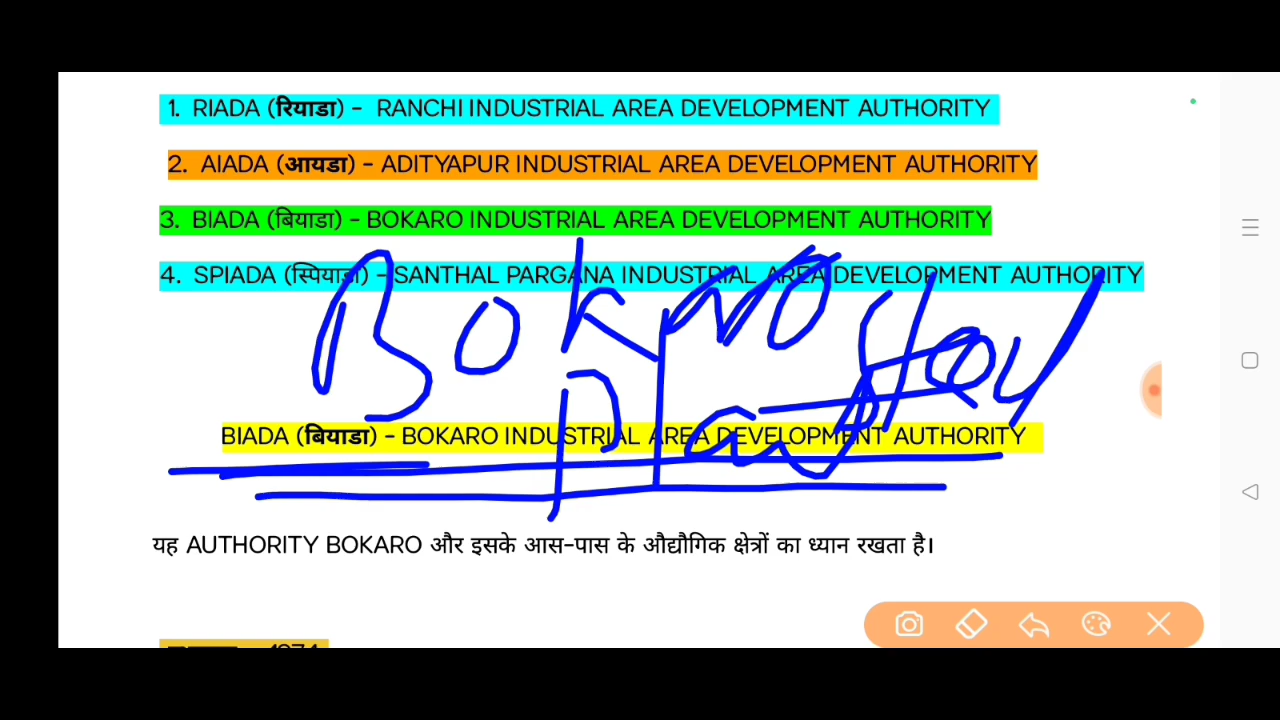 1. RIADA (रियाडा) - RANCHI INDUSTRIAL AREA DEVELOPMENT AUTHORITY
2. AIADA (आयडा) - ADITYAPUR INDUSTRIAL AREA DEVELOPMENT AUTHORITY
3. BIADA (बियाडा) - BOKARO INDUSTRIAL AREA DEVELOPMENT AUTHORITY
4. SPIADA (स्पियाडा) - SANTHAL PARGANA INDUSTRIAL AREA DEVELOPMENT AUTHORITY
Bokaro Steel
Plan
BIADA (बियाडा) - BOKARO INDUSTRIAL AREA DEVELOPMENT AUTHORITY
यह AUTHORITY BOKARO और इसके आस-पास के औद्यौगिक क्षेत्रों का ध्यान रखता है।